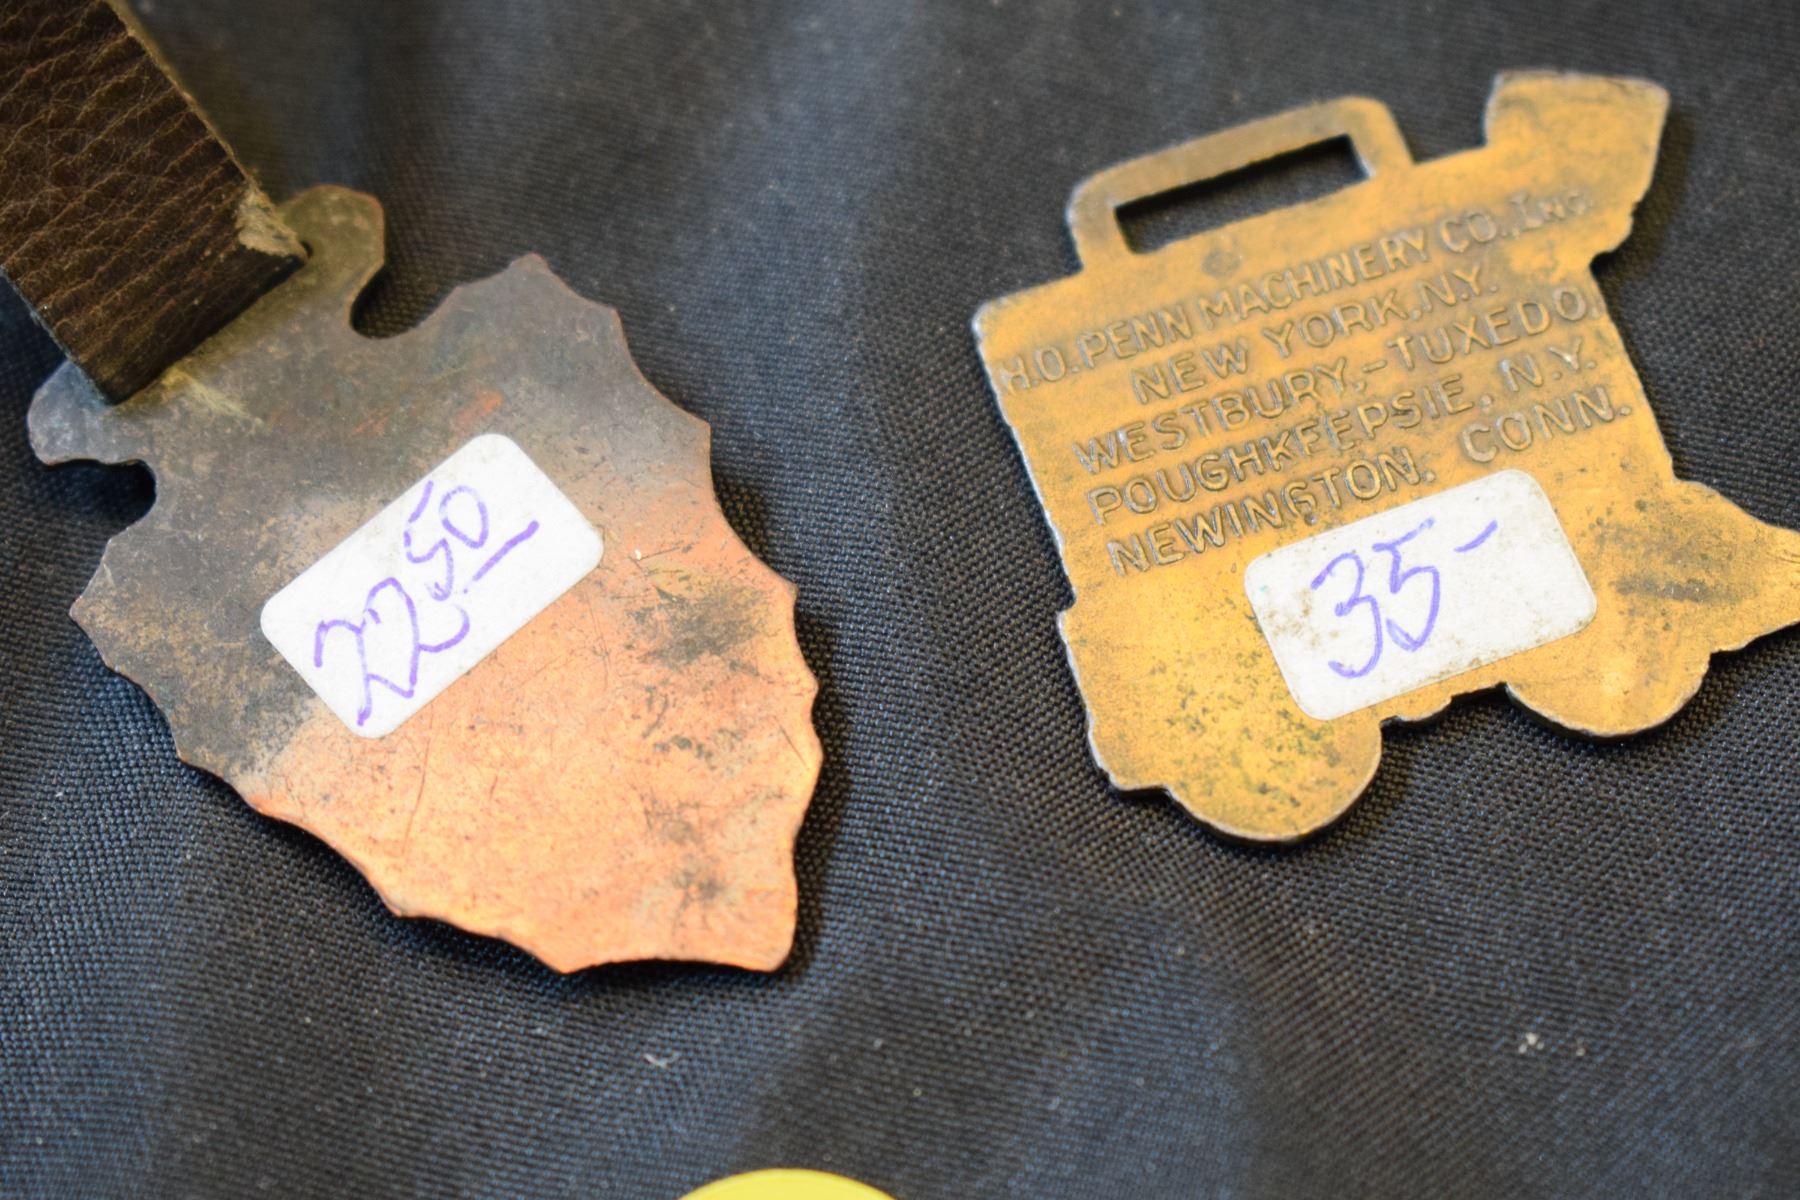 22 50
H.O. PENN MACHINERY CO., INC.
NEW YORK, N.Y.
WESTBURY, - TUXEDO,
POUGHKEEPSIE, N.Y.
NEWINGTON, CONN.
35-